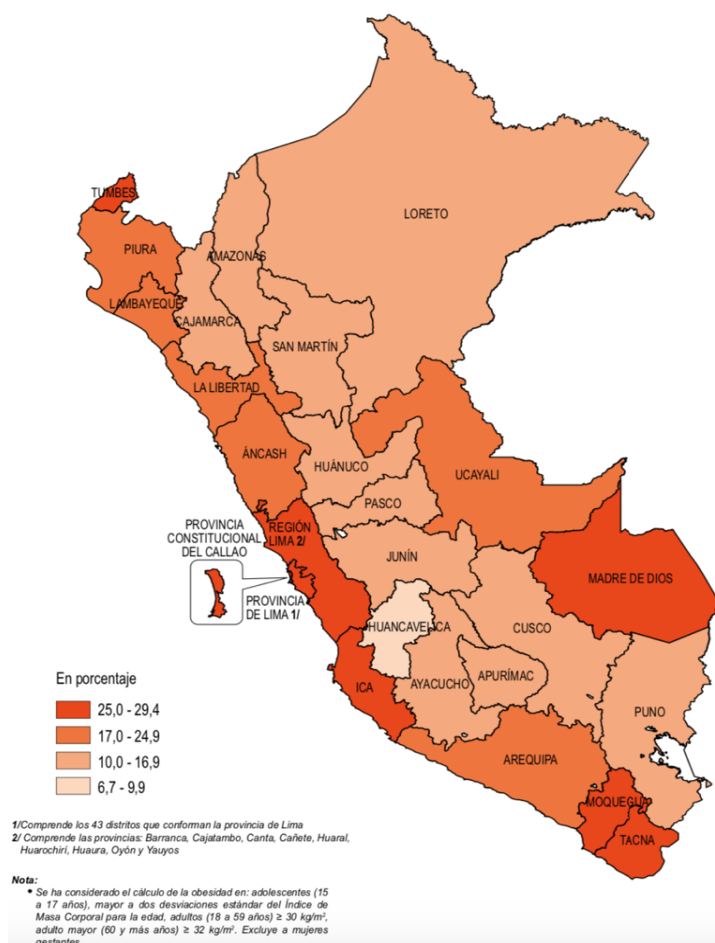 TUMBES
LORETO
PIURA
AMAZONAS
LAMBAYEQUE
CAJAMARCA
SAN MARTÍN
LA LIBERTAD
ÀNCASH
HUÁNUCO
UCAYALI
PASCO
PROVINCIA
CONSTITUCIONAL
DEL CALLAO
REGIÓN
LIMA 2/
JUNÍN
MADRE DE DIOS
PROVINCIA
DE LIMA 1/
HUANCAVELICA
CUSCO
ICA
AYACUCHO
APURÍMAC
PUNO
AREQUIPA
MOQUEGUA
TACNA
En porcentaje
25,0 - 29,4
17,0 - 24,9
10,0 - 16,9
6,7 - 9,9
1/Comprende los 43 distritos que conforman la provincia de Lima
2/ Comprende las provincias: Barranca, Cajatambo, Canta, Cañete, Huaral,
Huarochirí, Huaura, Oyón y Yauyos
Nota:
• Se ha considerado el cálculo de la obesidad en: adolescentes (15
a 17 años), mayor a dos desviaciones estándar del Índice de
Masa Corporal para la edad, adultos (18 a 59 años) ≥ 30 kg/m²,
adulto mayor (60 y más años) ≥ 32 kg/m². Excluye a mujeres
gestantes